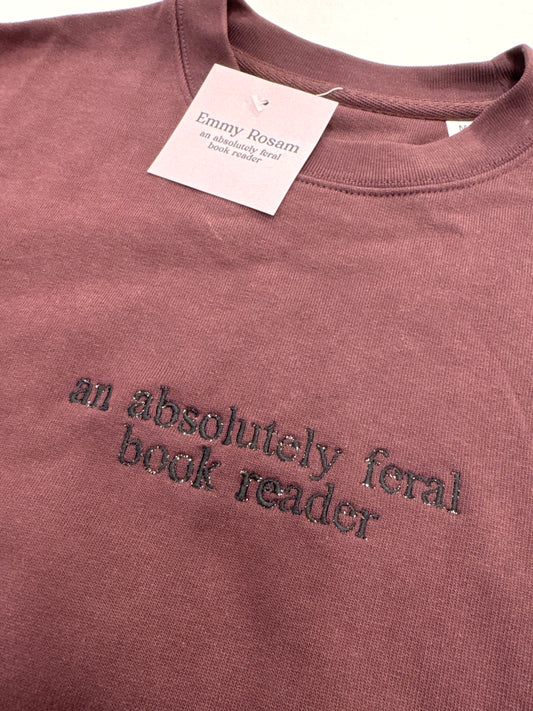 Emmy Rosam
an absolutely feral
book reader
an absolutely feral
book reader